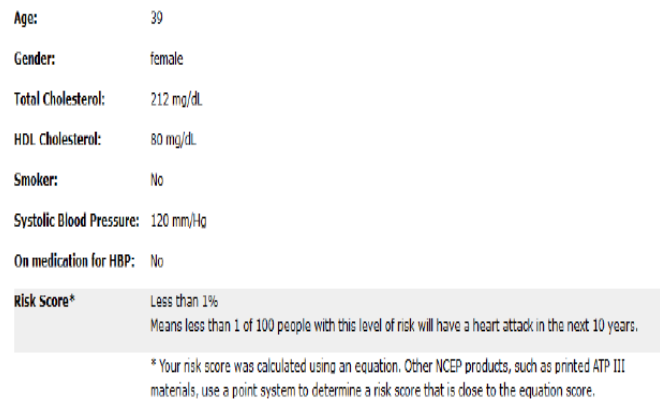 Age: 39
Gender: female
Total Cholesterol: 212 mg/dL
HDL Cholesterol: 80 mg/dL
Smoker: No
Systolic Blood Pressure: 120 mm/Hg
On medication for HBP: No
Risk Score* Less than 1%
Means less than 1 of 100 people with this level of risk will have a heart attack in the next 10 years.
* Your risk score was calculated using an equation. Other NCEP products, such as printed ATP III
materials, use a point system to determine a risk score that is close to the equation score.